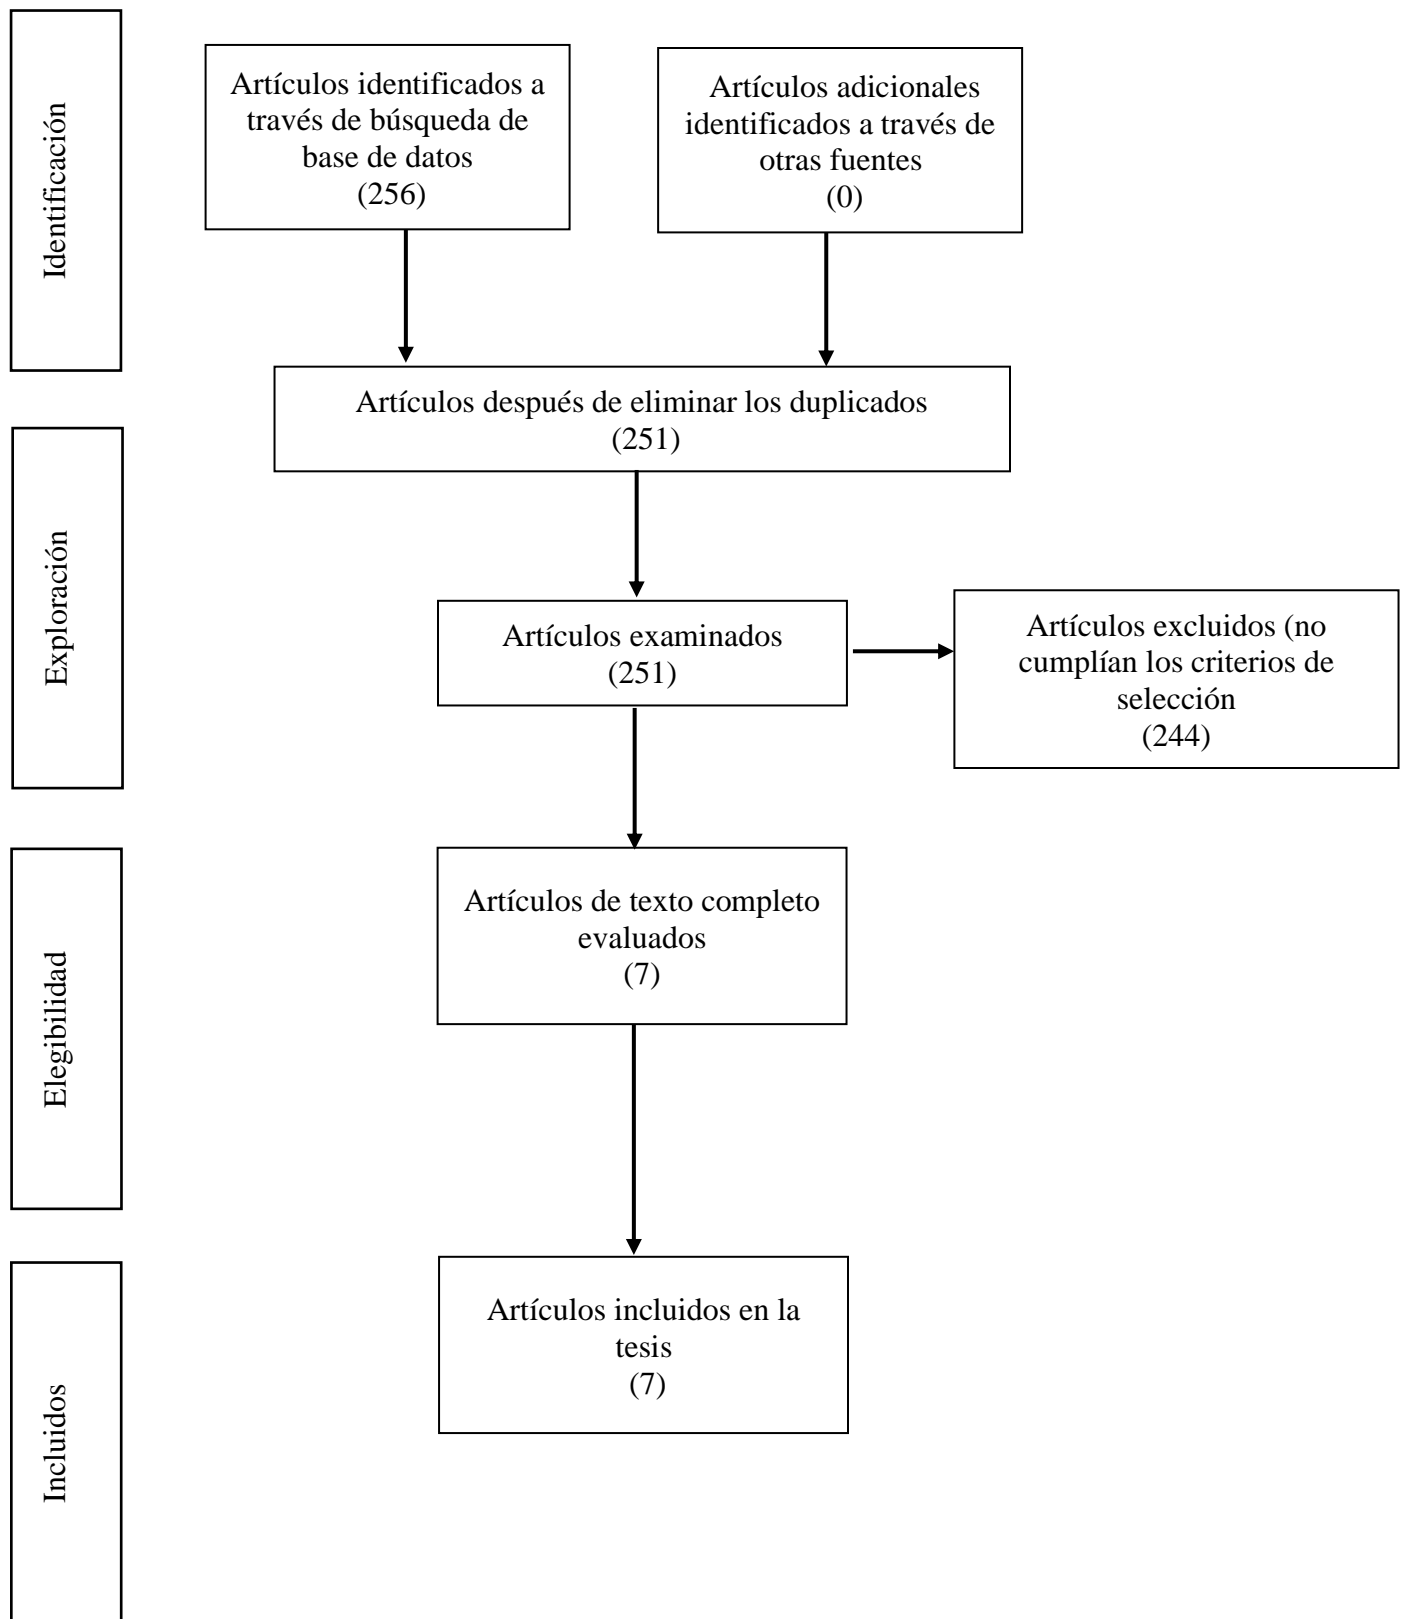 Identificación
Artículos identificados a
través de búsqueda de
base de datos
(256)
Artículos adicionales
identificados a través de
otras fuentes
(0)
Artículos después de eliminar los duplicados
(251)
Exploración
Artículos examinados
(251)
Artículos excluidos (no
cumplían los criterios de
selección
(244)
Elegibilidad
Artículos de texto completo
evaluados
(7)
Incluidos
Artículos incluidos en la
tesis
(7)